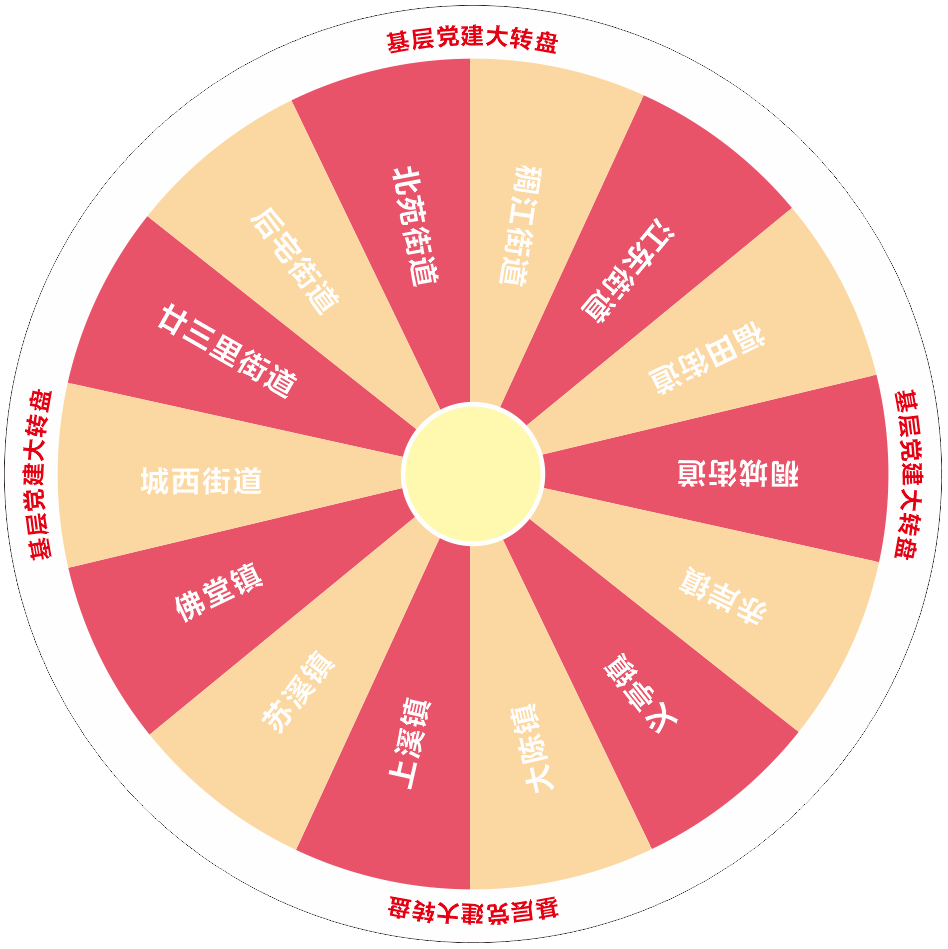 基层党建大转盘
稠江街道
江东街道
福田街道
稠城街道
赤岸镇
义亭镇
大陈镇
上溪镇
苏溪镇
佛堂镇
城西街道
廿三里街道
后宅街道
北苑街道
基层党建大转盘
基层党建大转盘
基层党建大转盘